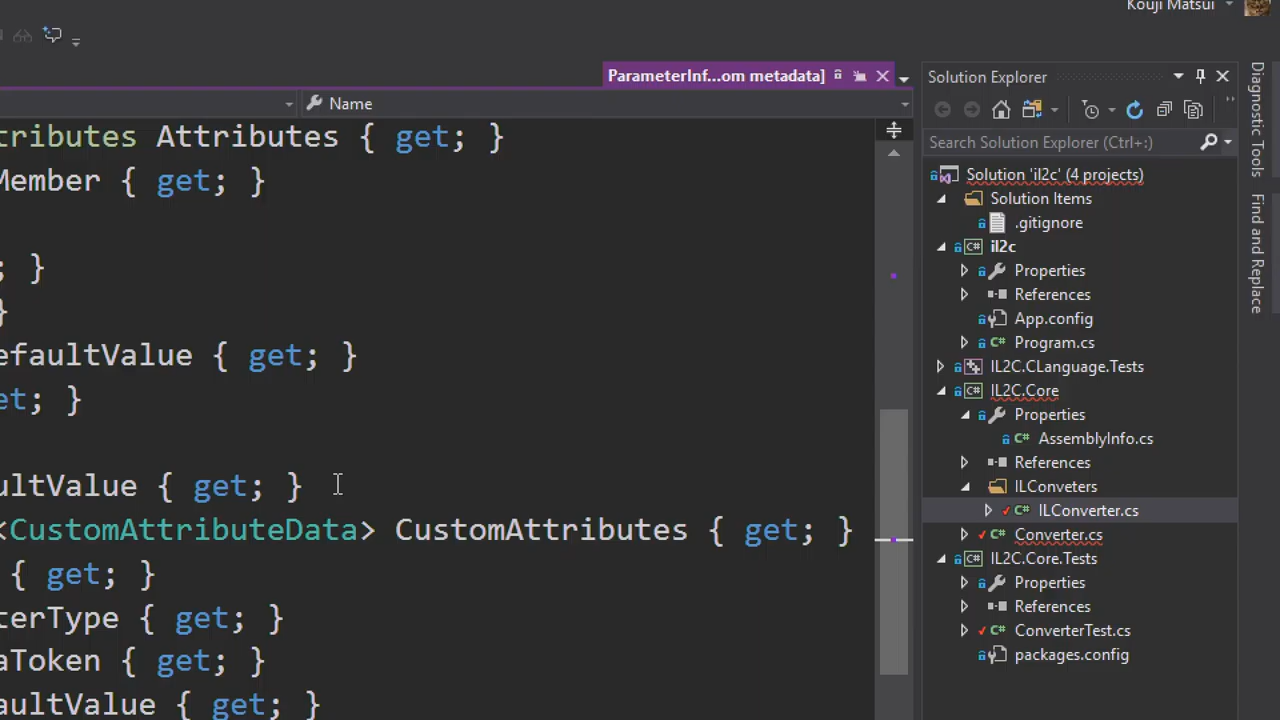 Kouji Matsui
ParameterInf...om metadata]
Name
tributes Attributes { get; }
Member { get; }
; }
}
efaultValue { get; }
et; }
ultValue { get; }
<CustomAttributeData> CustomAttributes { get; }
{ get; }
terType { get; }
aToken { get; }
aultValue { get; }
Solution Explorer
Search Solution Explorer (Ctrl+:)
Solution 'il2c' (4 projects)
Solution Items
.gitignore
il2c
Properties
References
App.config
Program.cs
IL2C.CLanguage.Tests
IL2C.Core
Properties
AssemblyInfo.cs
References
ILConveters
ILConverter.cs
Converter.cs
IL2C.Core.Tests
Properties
References
ConverterTest.cs
packages.config
Diagnostic Tools
Find and Replace